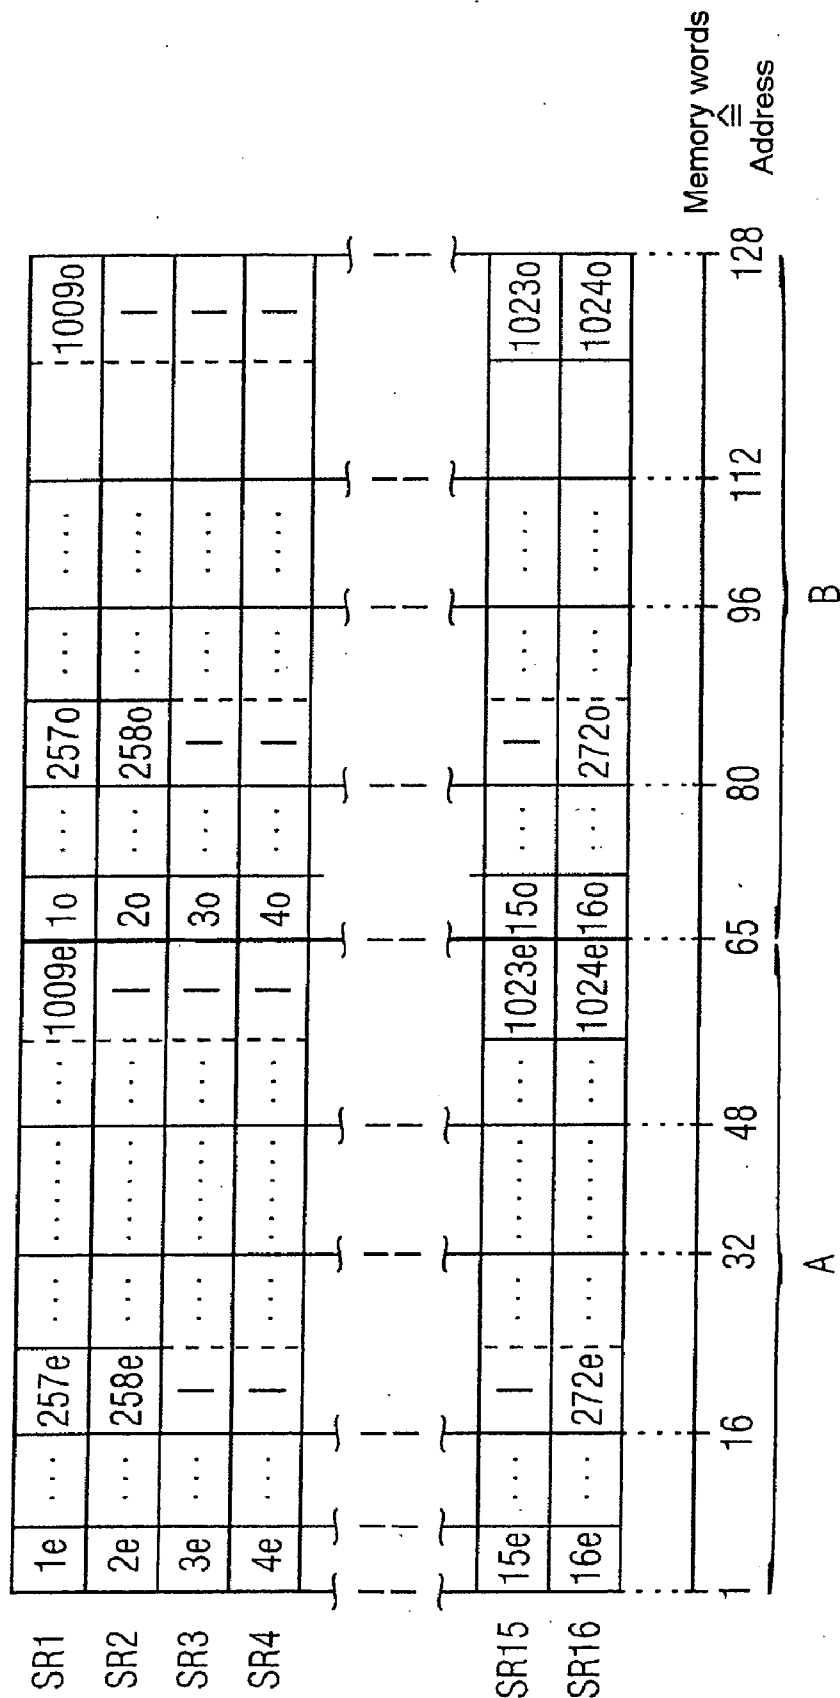 SR1 1e ... 257e ... ...... ... 1009e 1o ... 257o ... .... 1009o
SR2 2e ... 258e ... ...... ... | 2o ... 258o ... .... |
SR3 3e ... | ... ...... ... | 3o ... | ... .... |
SR4 4e ... | ... ...... ... | 4o ... | ... .... |
SR15 15e ... | ... ...... ... 1023e 15o ... | ... .... 1023o
SR16 16e ... 272e ... ...... ... 1024e 16o ... 272o ... .... 1024o
1 16 32 48 65 80 96 112 128
Memory words
≙
Address
A B